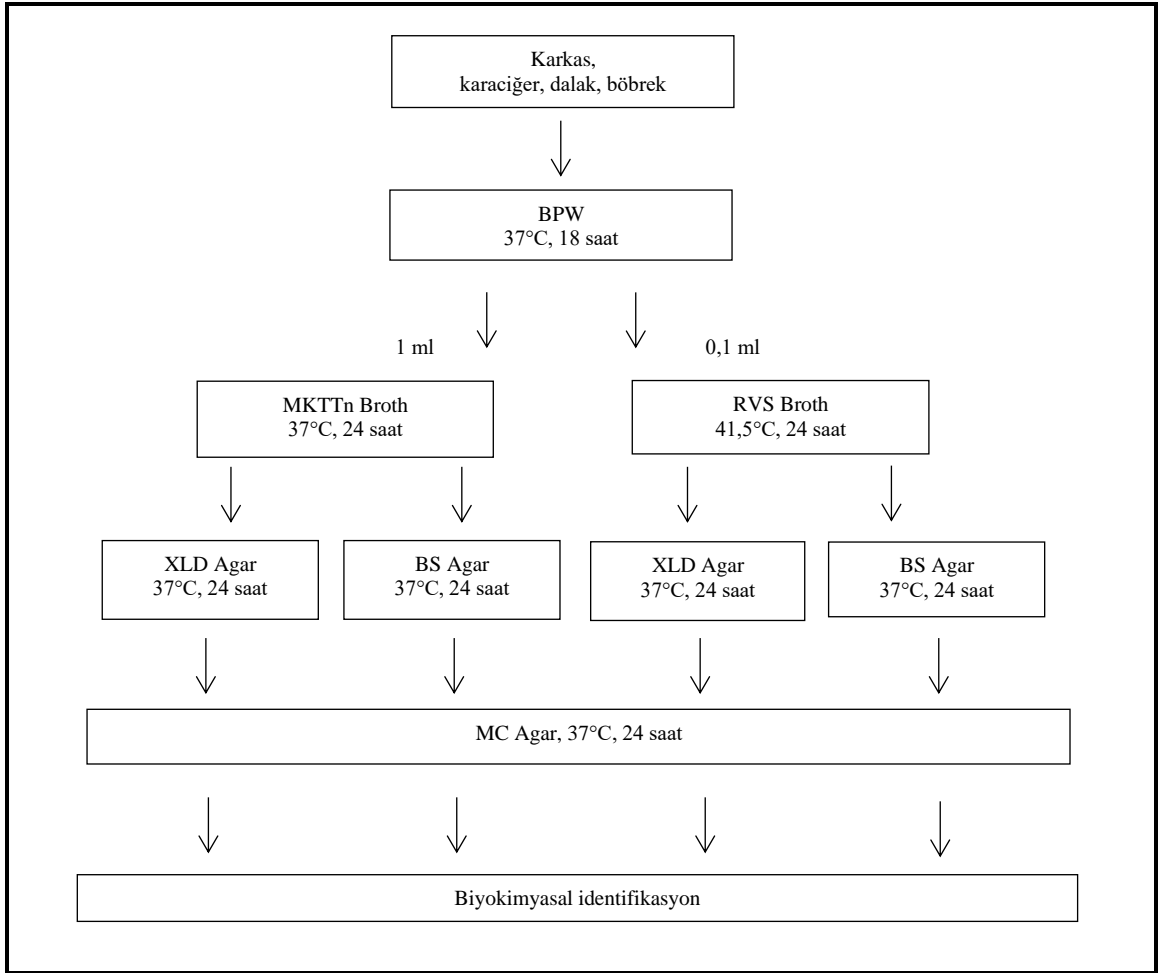 Karkas,
karaciğer, dalak, böbrek
BPW
37°C, 18 saat
1 ml
0,1 ml
MKTTn Broth
37°C, 24 saat
RVS Broth
41,5°C, 24 saat
XLD Agar
37°C, 24 saat
BS Agar
37°C, 24 saat
XLD Agar
37°C, 24 saat
BS Agar
37°C, 24 saat
MC Agar, 37°C, 24 saat
Biyokimyasal identifikasyon